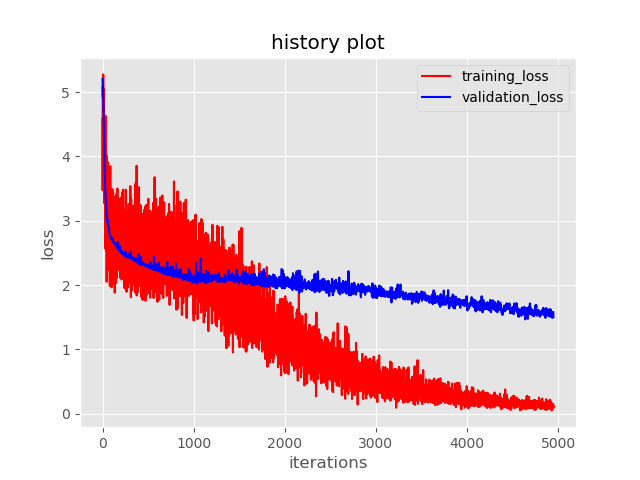 history plot
training_loss
validation_loss
5
4
3
2
1
0
loss
0 1000 2000 3000 4000 5000
iterations